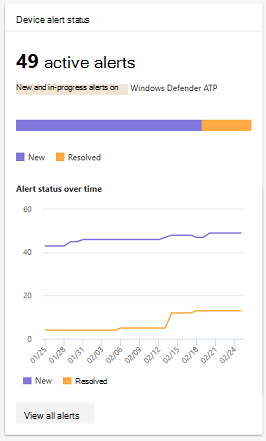 Device alert status
49 active alerts
New and in-progress alerts on Windows Defender ATP
New Resolved
Alert status over time
60
40
20
0
01/25 01/28 01/31 02/03 02/06 02/09 02/12 02/15 02/18 02/21 02/24
New Resolved
View all alerts